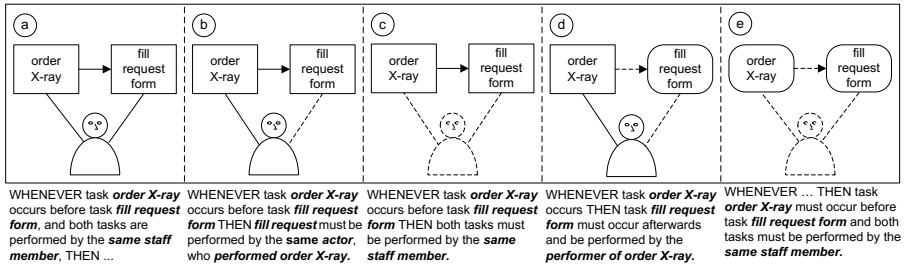 a
order
X-ray
fill
request
form
b
order
X-ray
fill
request
form
c
order
X-ray
fill
request
form
d
order
X-ray
fill
request
form
e
order
X-ray
fill
request
form
WHENEVER task order X-ray
occurs before task fill request
form, and both tasks are
performed by the same staff
member, THEN ...
WHENEVER task order X-ray
occurs before task fill request
form THEN fill request must be
performed by the same actor,
who performed order X-ray.
WHENEVER task order X-ray
occurs before task fill request
form THEN both tasks must
be performed by the same
staff member.
WHENEVER task order X-ray
occurs THEN task fill request
form must occur afterwards
and be performed by the
performer of order X-ray.
WHENEVER ... THEN task
order X-ray must occur before
task fill request form and both
tasks must be performed by the
same staff member.